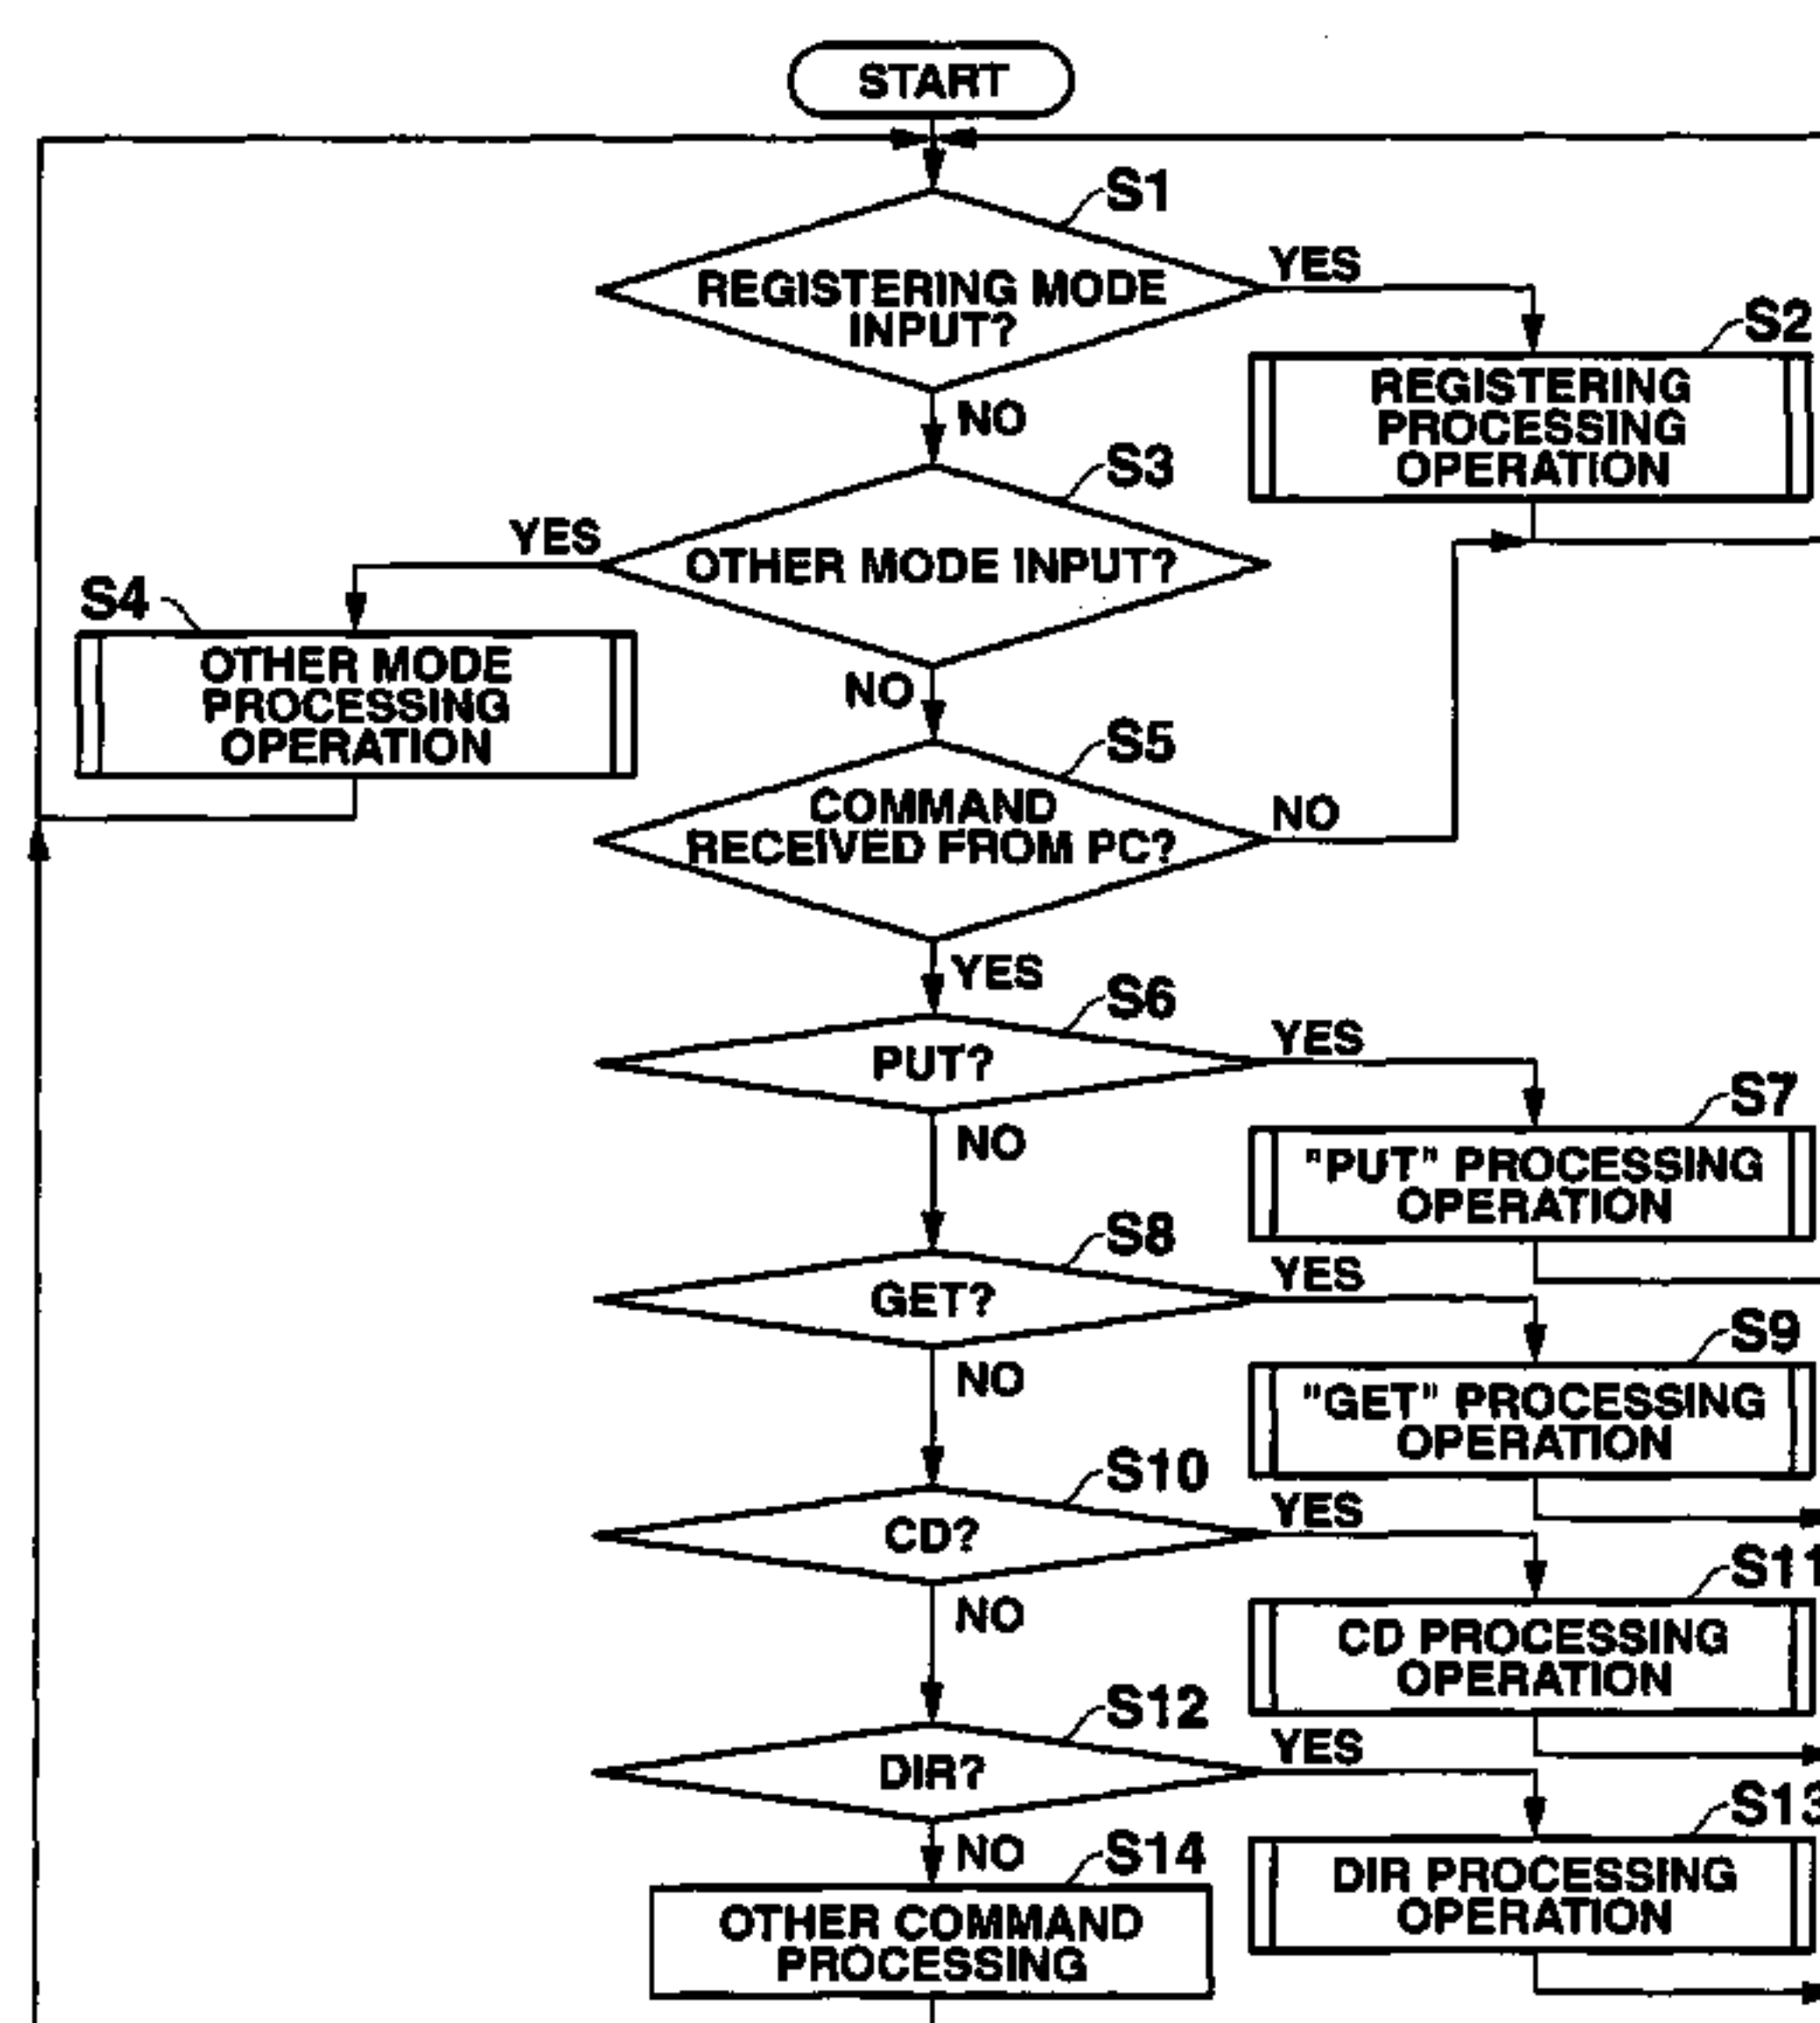 START
S1
REGISTERING MODE
INPUT?
YES
NO
S2
REGISTERING
PROCESSING
OPERATION
S3
OTHER MODE INPUT?
YES
NO
S4
OTHER MODE
PROCESSING
OPERATION
S5
COMMAND
RECEIVED FROM PC?
NO
YES
S6
PUT?
YES
NO
S7
"PUT" PROCESSING
OPERATION
S8
GET?
YES
NO
S9
"GET" PROCESSING
OPERATION
S10
CD?
YES
NO
S11
CD PROCESSING
OPERATION
S12
DIR?
YES
NO
S13
DIR PROCESSING
OPERATION
S14
OTHER COMMAND
PROCESSING